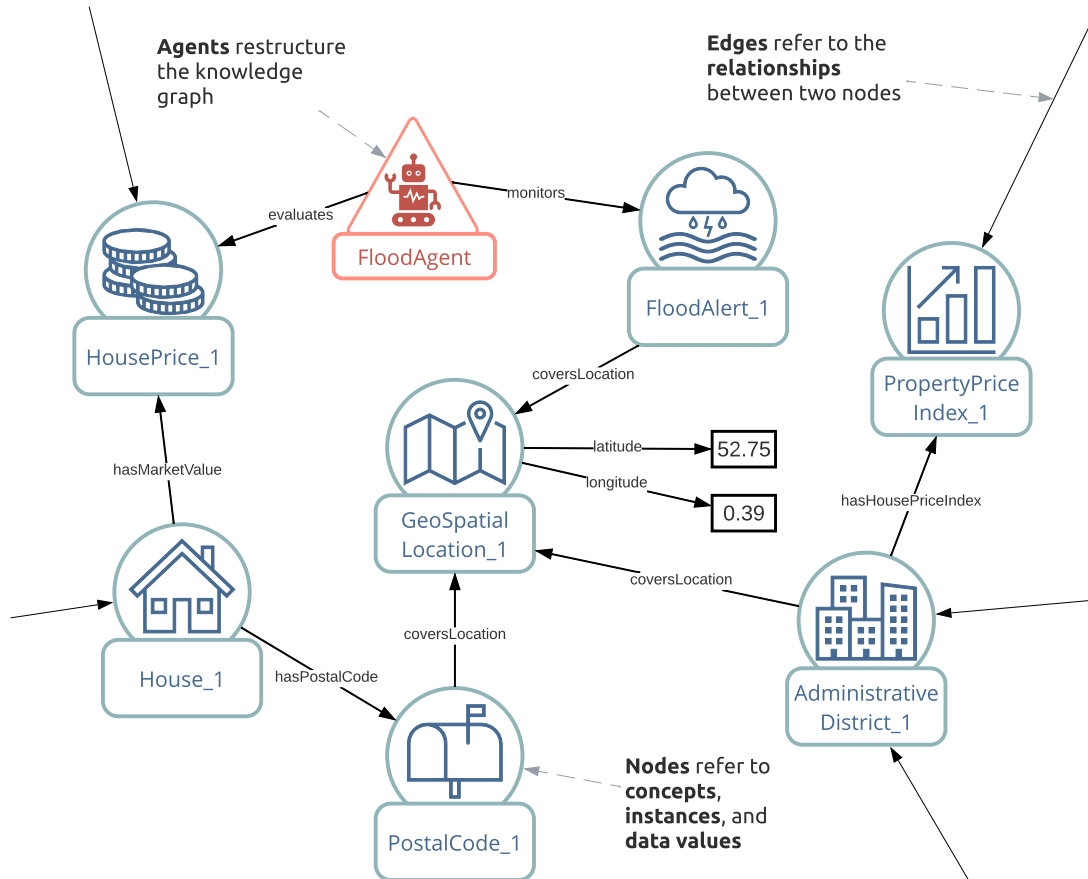 Agents restructure
the knowledge
graph
Edges refer to the
relationships
between two nodes
monitors
evaluates
FloodAgent
FloodAlert_1
HousePrice_1
PropertyPrice
Index_1
coversLocation
latitude
52.75
longitude
0.39
hasMarketValue
GeoSpatial
Location_1
hasHousePriceIndex
coversLocation
coversLocation
hasPostalCode
House_1
Administrative
District_1
Nodes refer to
concepts,
instances, and
data values
PostalCode_1